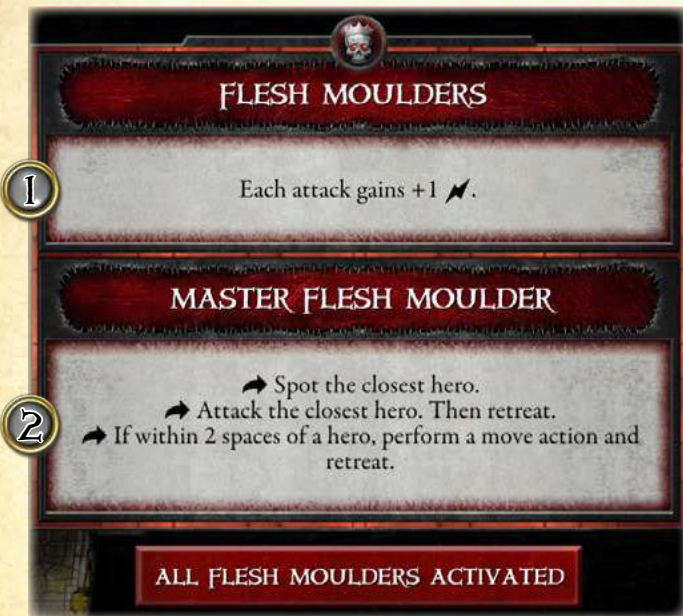 FLESH MOULDERS
1
Each attack gains +1 .
MASTER FLESH MOULDER
2
Spot the closest hero.
Attack the closest hero. Then retreat.
If within 2 spaces of a hero, perform a move action and
retreat.
ALL FLESH MOULDERS ACTIVATED